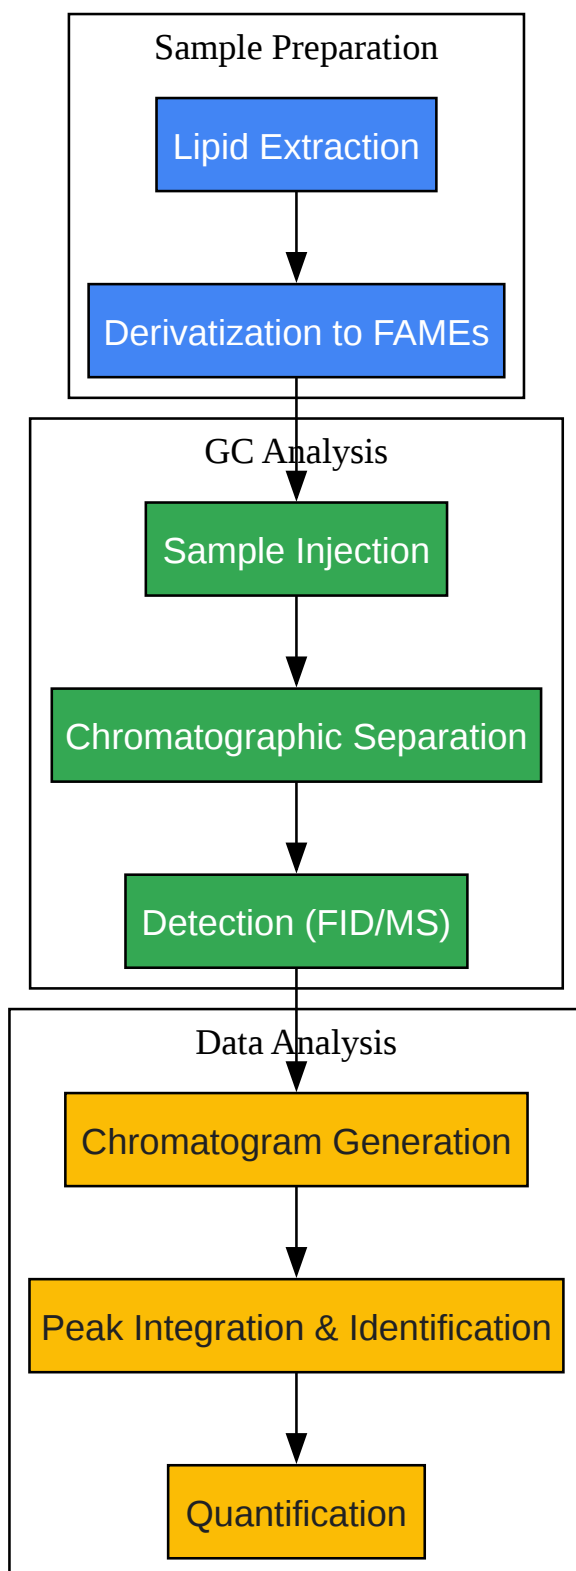 Sample Preparation
Lipid Extraction
Derivatization to FAMEs
GC Analysis
Sample Injection
Chromatographic Separation
Detection (FID/MS)
Data Analysis
Chromatogram Generation
Peak Integration & Identification
Quantification